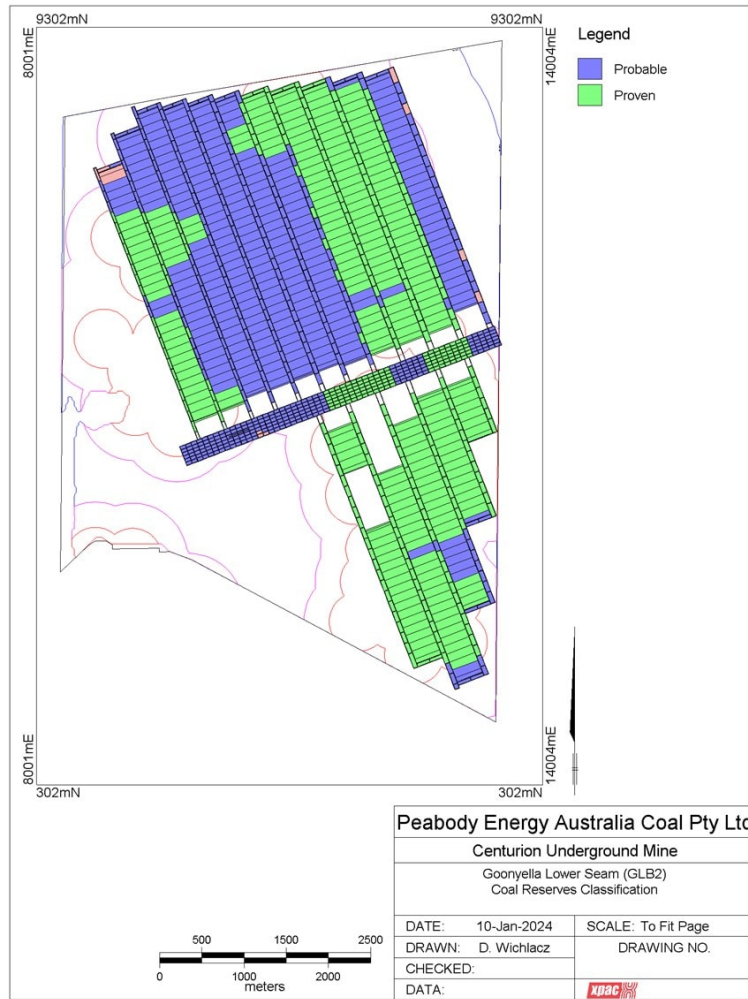 9302mN
9302mN
8001mE
14004mE
Legend
Probable
Proven
8001mE
14004mE
302mN
302mN
Peabody Energy Australia Coal Pty Ltd
Centurion Underground Mine
Goonyella Lower Seam (GLB2)
Coal Reserves Classification
DATE: 10-Jan-2024 SCALE: To Fit Page
DRAWN: D. Wichlacz DRAWING NO.
CHECKED:
DATA: xpac
500 1500 2500
0 1000 2000
meters